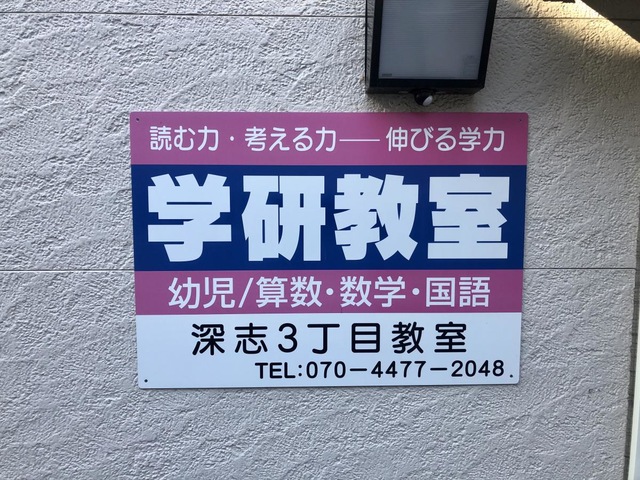 読む力・考える力──伸びる学力
学研教室
幼児/算数・数学・国語
深志3丁目教室
TEL:070-4477-2048